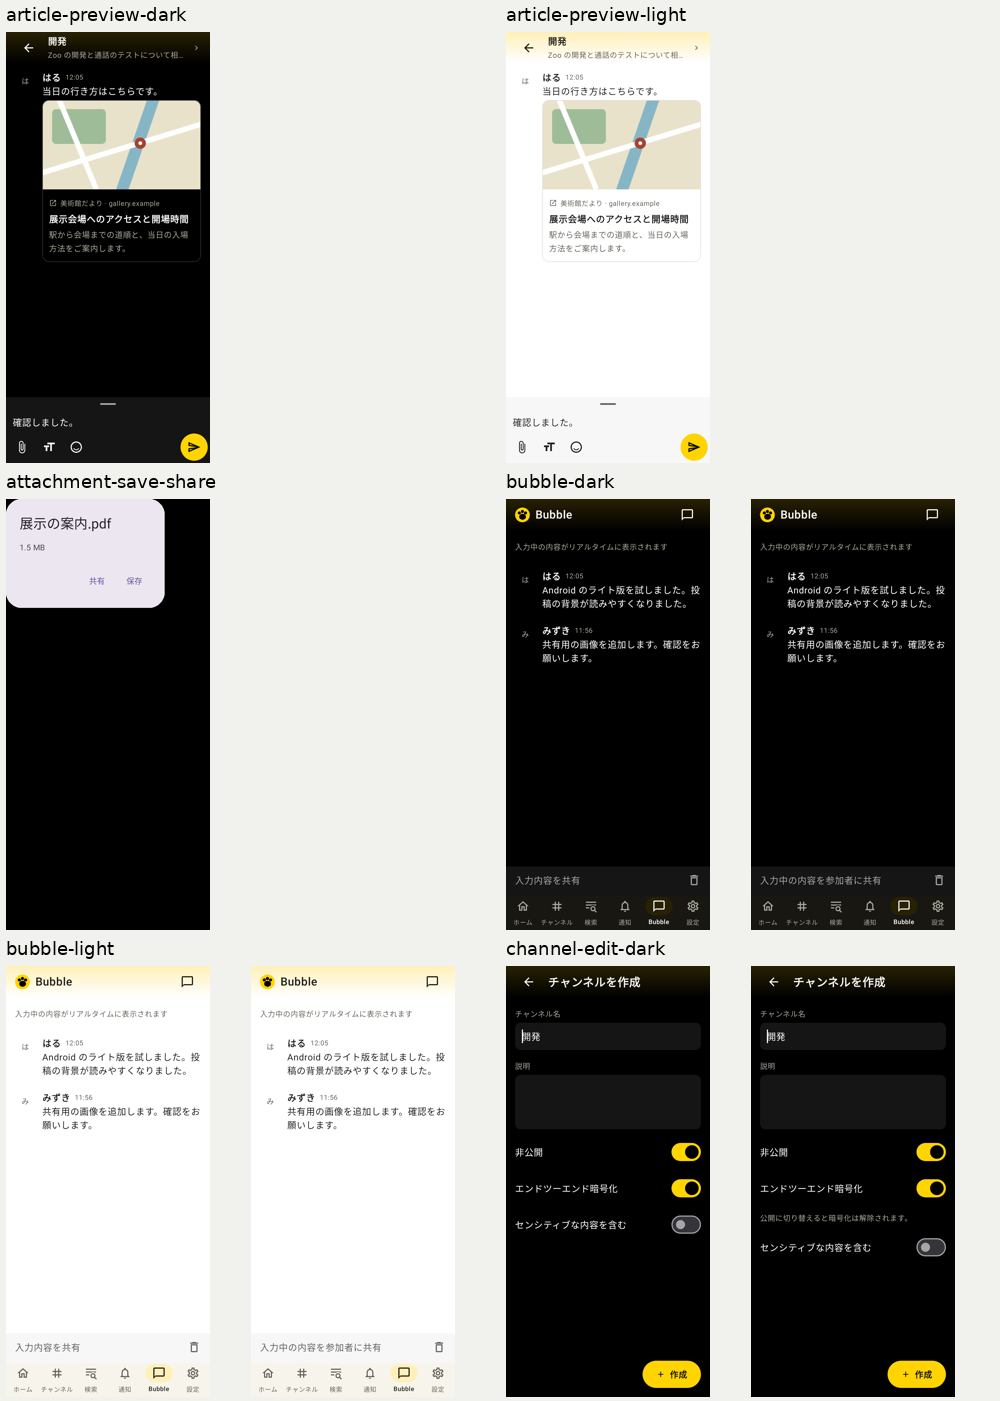 article-preview-dark
開発
Zoo の開発と通話のテストについて相…
は
はる 12:05
当日の行き方はこちらです。
美術館だより · gallery.example
展示会場へのアクセスと開場時間
駅から会場までの道順と、当日の入場
方法をご案内します。
確認しました。
article-preview-light
開発
Zoo の開発と通話のテストについて相…
は
はる 12:05
当日の行き方はこちらです。
美術館だより · gallery.example
展示会場へのアクセスと開場時間
駅から会場までの道順と、当日の入場
方法をご案内します。
確認しました。
attachment-save-share
展示の案内.pdf
1.5 MB
共有 保存
bubble-dark
Bubble
入力中の内容がリアルタイムに表示されます
は
はる 12:05
Android のライト版を試しました。投
稿の背景が読みやすくなりました。
み
みずき 11:56
共有用の画像を追加します。確認をお
願いします。
入力内容を共有
ホーム チャンネル 検索 通知 Bubble 設定
Bubble
入力中の内容がリアルタイムに表示されます
は
はる 12:05
Android のライト版を試しました。投
稿の背景が読みやすくなりました。
み
みずき 11:56
共有用の画像を追加します。確認をお
願いします。
入力中の内容を参加者に共有
ホーム チャンネル 検索 通知 Bubble 設定
bubble-light
Bubble
入力中の内容がリアルタイムに表示されます
は
はる 12:05
Android のライト版を試しました。投
稿の背景が読みやすくなりました。
み
みずき 11:56
共有用の画像を追加します。確認をお
願いします。
入力内容を共有
ホーム チャンネル 検索 通知 Bubble 設定
Bubble
入力中の内容がリアルタイムに表示されます
は
はる 12:05
Android のライト版を試しました。投
稿の背景が読みやすくなりました。
み
みずき 11:56
共有用の画像を追加します。確認をお
願いします。
入力中の内容を参加者に共有
ホーム チャンネル 検索 通知 Bubble 設定
channel-edit-dark
チャンネルを作成
チャンネル名
開発
説明
非公開
エンドツーエンド暗号化
センシティブな内容を含む
+ 作成
チャンネルを作成
チャンネル名
開発
説明
非公開
エンドツーエンド暗号化
公開に切り替えると暗号化は解除されます。
センシティブな内容を含む
+ 作成